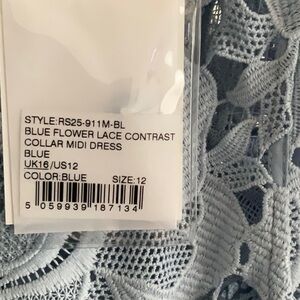 STYLE:RS25-911M-BL
BLUE FLOWER LACE CONTRAST
COLLAR MIDI DRESS
BLUE
UK16/US12
COLOR:BLUE SIZE:12
5 059939 187134